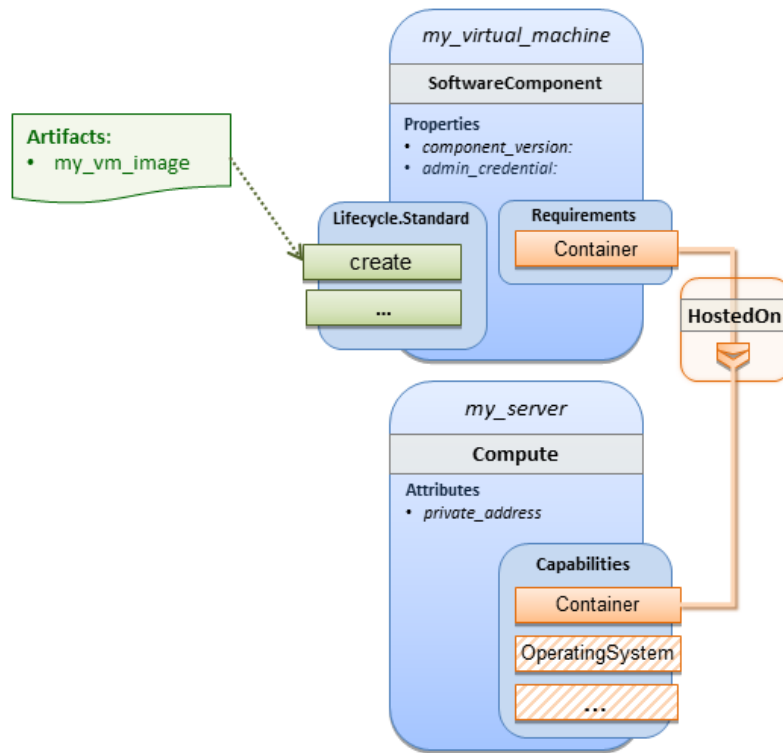 my_virtual_machine
SoftwareComponent
Artifacts:
• my_vm_image
Properties
• component_version:
• admin_credential:
Lifecycle.Standard
create
...
Requirements
Container
HostedOn
my_server
Compute
Attributes
• private_address
Capabilities
Container
OperatingSystem
...